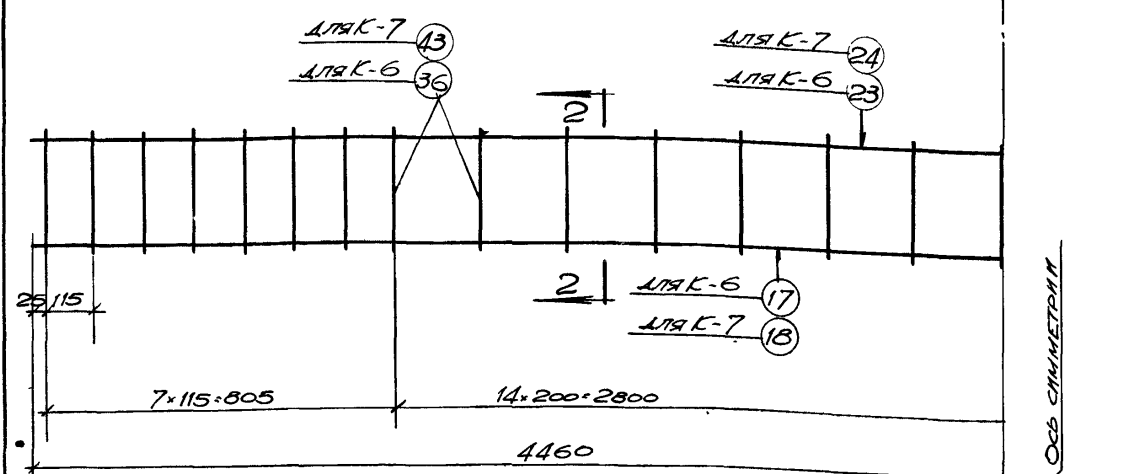 для К-7 43
для К-6 36
для К-7 24
для К-6 23
2
2
для К-6 17
для К-7 18
25 115
7×115=805
14×200=2800
4460
ось симметрии